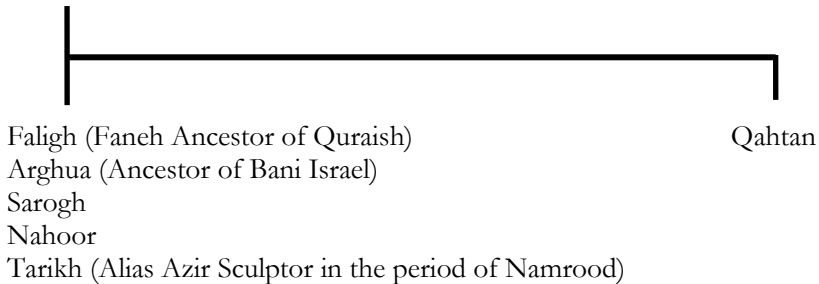 Faligh (Faneh Ancestor of Quraish) Qahtan
Arghua (Ancestor of Bani Israel)
Sarogh
Nahoor
Tarikh (Alias Azir Sculptor in the period of Namrood)